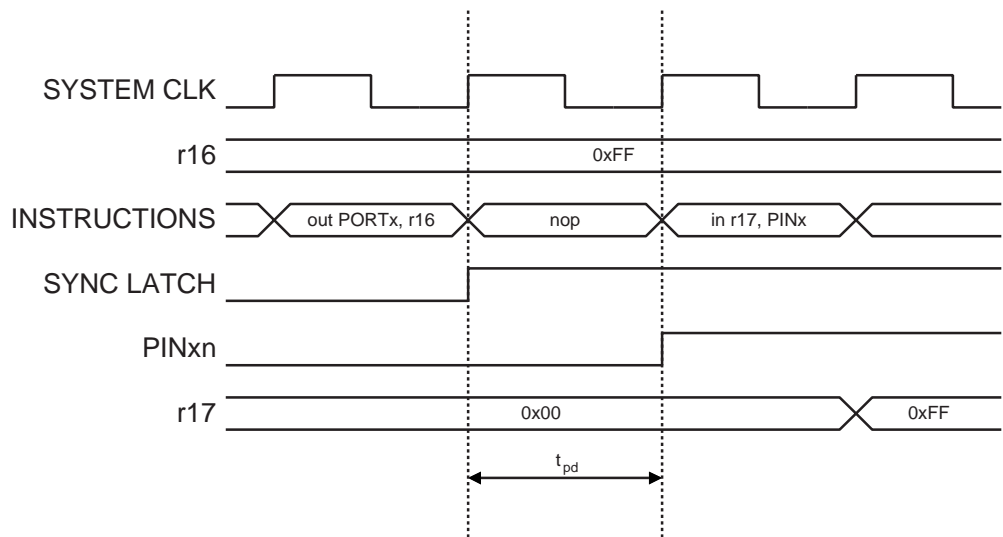 SYSTEM CLK
r16
0xFF
INSTRUCTIONS
out PORTx, r16
nop
in r17, PINx
SYNC LATCH
PINxn
r17
0x00
0xFF
tpd